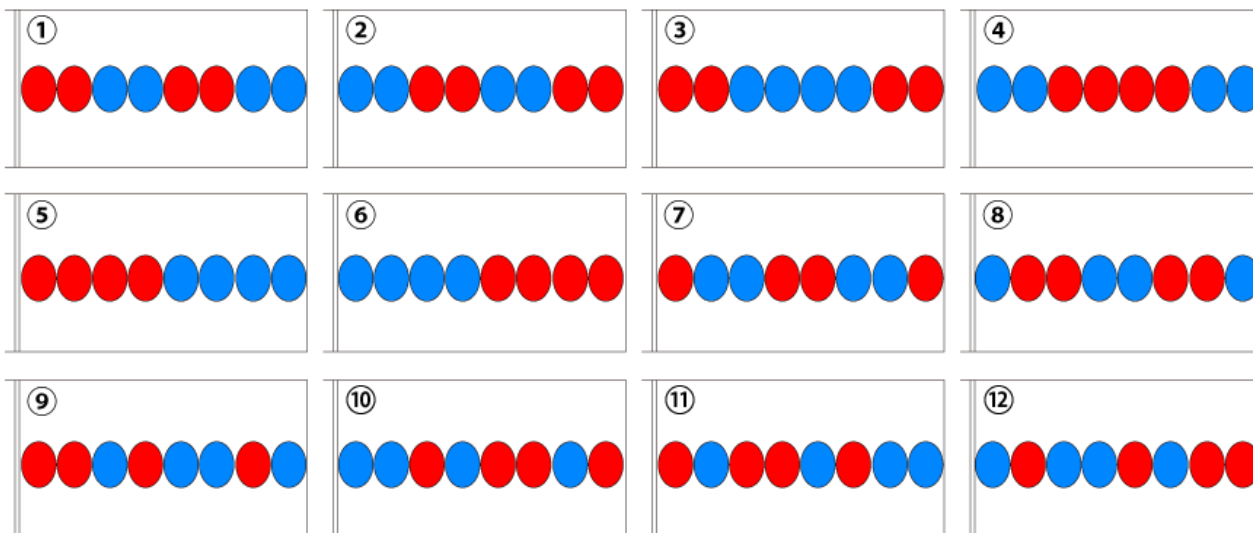 ① ② ③ ④
⑤ ⑥ ⑦ ⑧
⑨ ⑩ ⑪ ⑫